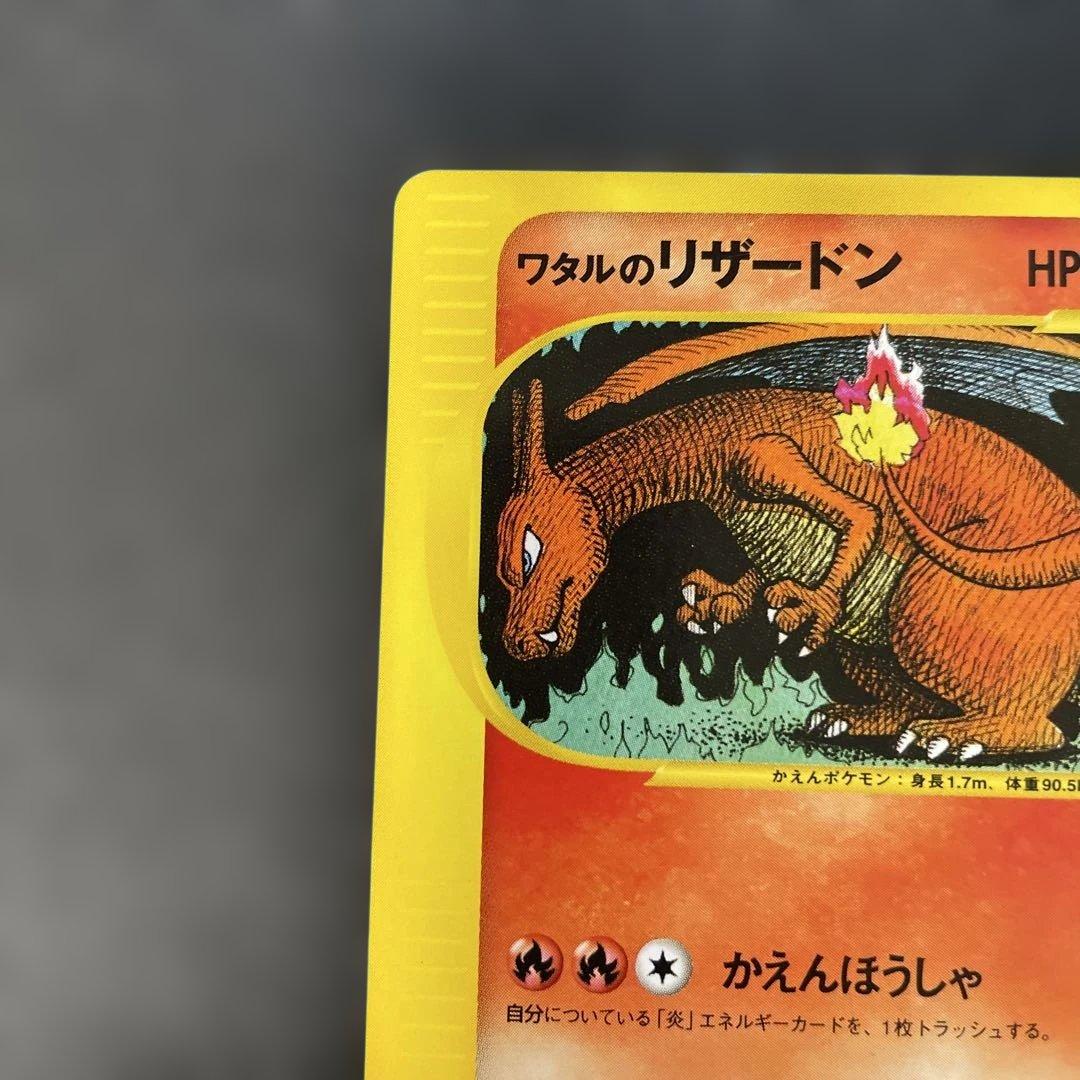 ワタルのリザードン HP
かえんポケモン：身長1.7m、体重90.5
かえんほうしゃ
自分についている「炎」エネルギーカードを、1枚トラッシュする。